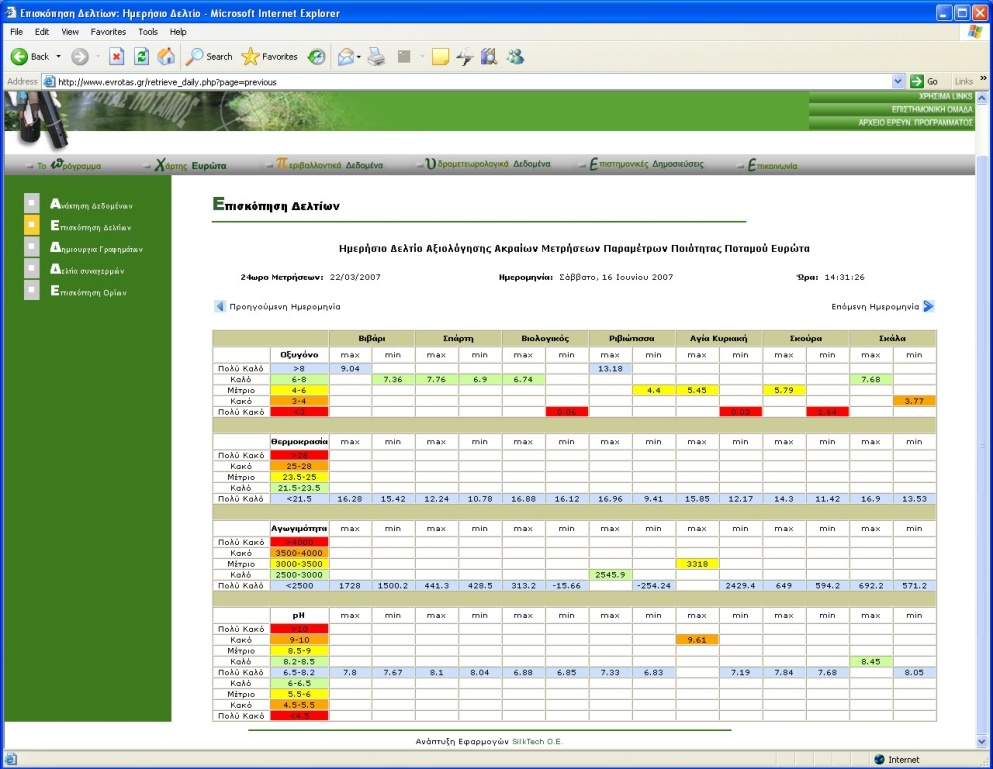 Επισκόπηση Δελτίων: Ημερήσιο Δελτίο - Microsoft Internet Explorer
File Edit View Favorites Tools Help
Back Search Favorites
Address http://www.evrotas.gr/retrieve_daily.php?page=previous Go Links »
ΧΡΗΣΙΜΑ LINKS
ΕΠΙΣΤΗΜΟΝΙΚΗ ΟΜΑΔΑ
ΑΡΧΕΙΟ ΕΡΕΥΝ. ΠΡΟΓΡΑΜΜΑΤΟΣ
Το Πρόγραμμα Χάρτης Ευρώτα Περιβαλλοντικά Δεδομένα Υδρομετεωρολογικά Δεδομένα Επιστημονικές Δημοσιεύσεις Επικοινωνία
Ανάκτηση Δεδομένων
Επισκόπηση Δελτίων
Δημιουργια Γραφημάτων
Δελτία συναγερμών
Επισκόπηση Ορίων
Επισκόπηση Δελτίων
Ημερήσιο Δελτίο Αξιολόγησης Ακραίων Μετρήσεων Παραμέτρων Ποιότητας Ποταμού Ευρώτα
24ωρο Μετρήσεων: 22/03/2007 Ημερομηνία: Σάββατο, 16 Ιουνίου 2007 Ώρα: 14:31:26
Προηγούμενη Ημερομηνία Επόμενη Ημερομηνία
Βιβάρι Σπάρτη Βιολογικός Ριβιώτισσα Αγία Κυριακή Σκούρα Σκάλα
Οξυγόνο max min max min max min max min max min max min max min
Πολύ Καλό >8 9.04 13.18
Καλό 6-8 7.36 7.76 6.9 6.74 7.68
Μέτριο 4-6 4.4 5.45 5.79
Κακό 3-4 3.77
Πολύ Κακό <3 0.06 0.03 1.64
Θερμοκρασία max min max min max min max min max min max min max min
Πολύ Κακό >28
Κακό 25-28
Μέτριο 23.5-25
Καλό 21.5-23.5
Πολύ Καλό <21.5 16.28 15.42 12.24 10.78 16.88 16.12 16.96 9.41 15.85 12.17 14.3 11.42 16.9 13.53
Αγωγιμότητα max min max min max min max min max min max min max min
Πολύ Κακό >4000
Κακό 3500-4000
Μέτριο 3000-3500 3318
Καλό 2500-3000 2545.9
Πολύ Καλό <2500 1728 1500.2 441.3 428.5 313.2 -15.66 -254.24 2429.4 649 594.2 692.2 571.2
pH max min max min max min max min max min max min max min
Πολύ Κακό >10
Κακό 9-10 9.61
Μέτριο 8.5-9
Καλό 8.2-8.5 8.45
Πολύ Καλό 6.5-8.2 7.8 7.67 8.1 8.04 6.88 6.85 7.33 6.83 7.19 7.84 7.68 8.05
Καλό 6-6.5
Μέτριο 5.5-6
Κακό 4.5-5.5
Πολύ Κακό <4.5
Ανάπτυξη Εφαρμογών SilkTech Ο.Ε.
Internet